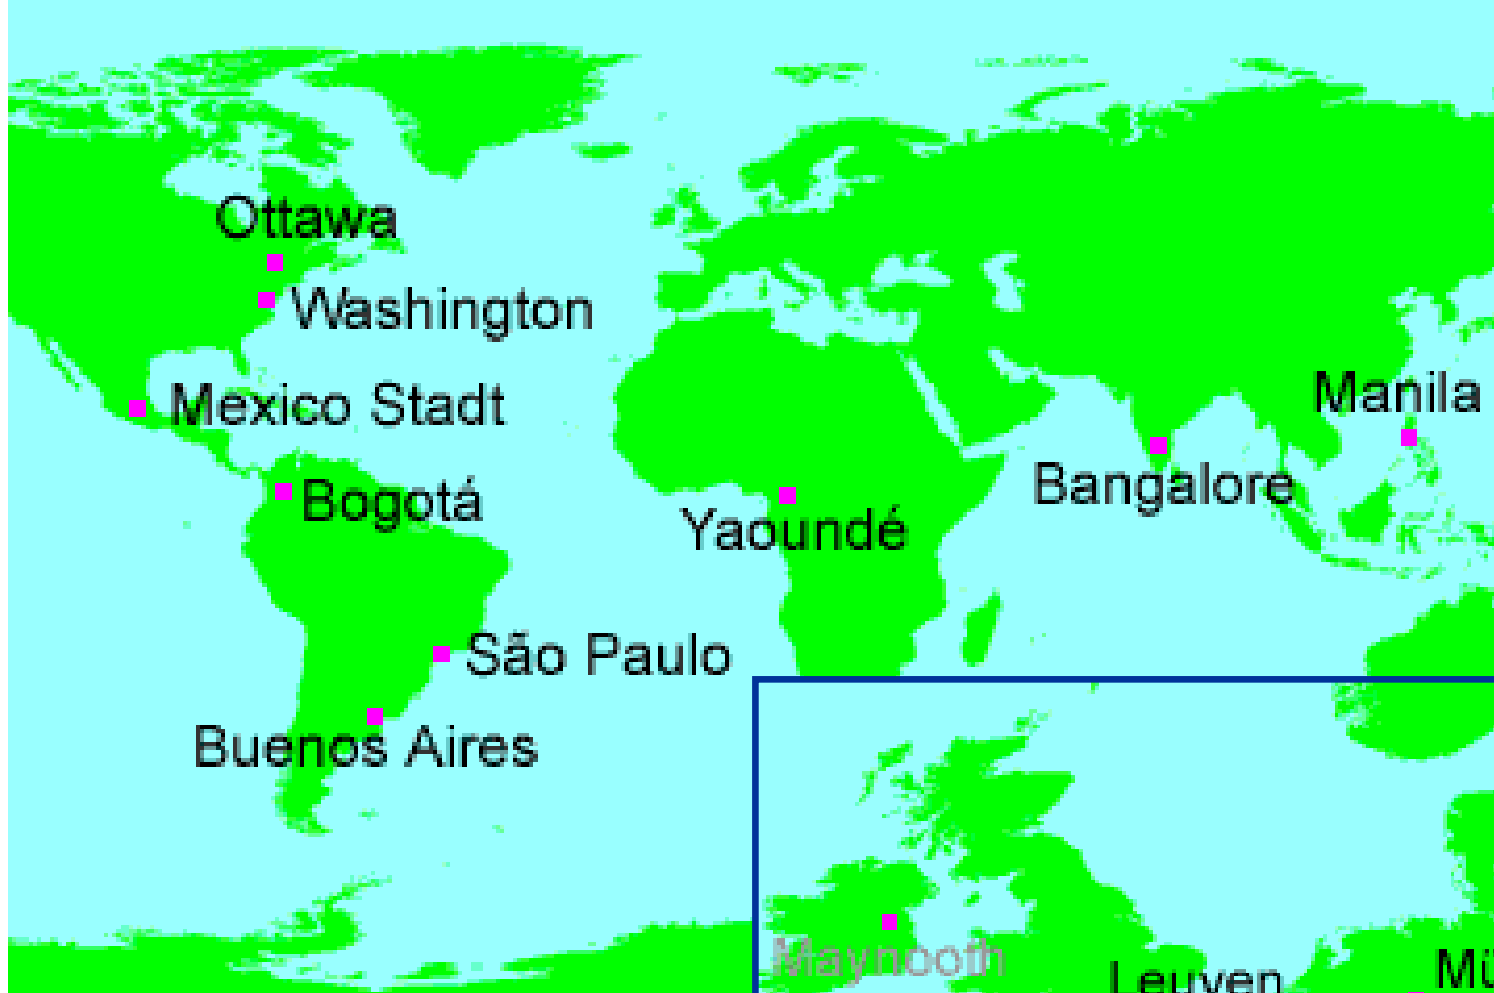 Ottawa
Washington
Mexico Stadt
Manila
Bangalore
Bogotá
Yaoundé
São Paulo
Buenos Aires
Maynooth
Leuven